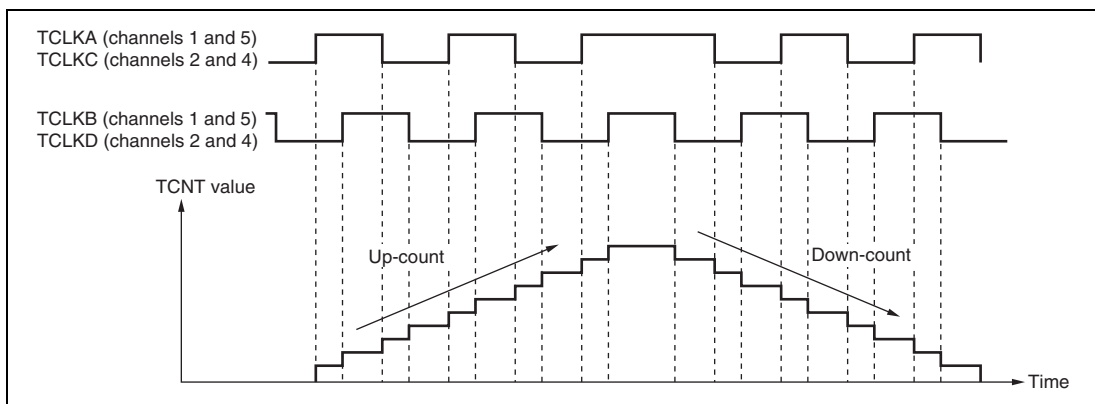 TCLKA (channels 1 and 5)
TCLKC (channels 2 and 4)
TCLKB (channels 1 and 5)
TCLKD (channels 2 and 4)
TCNT value
Up-count
Down-count
Time